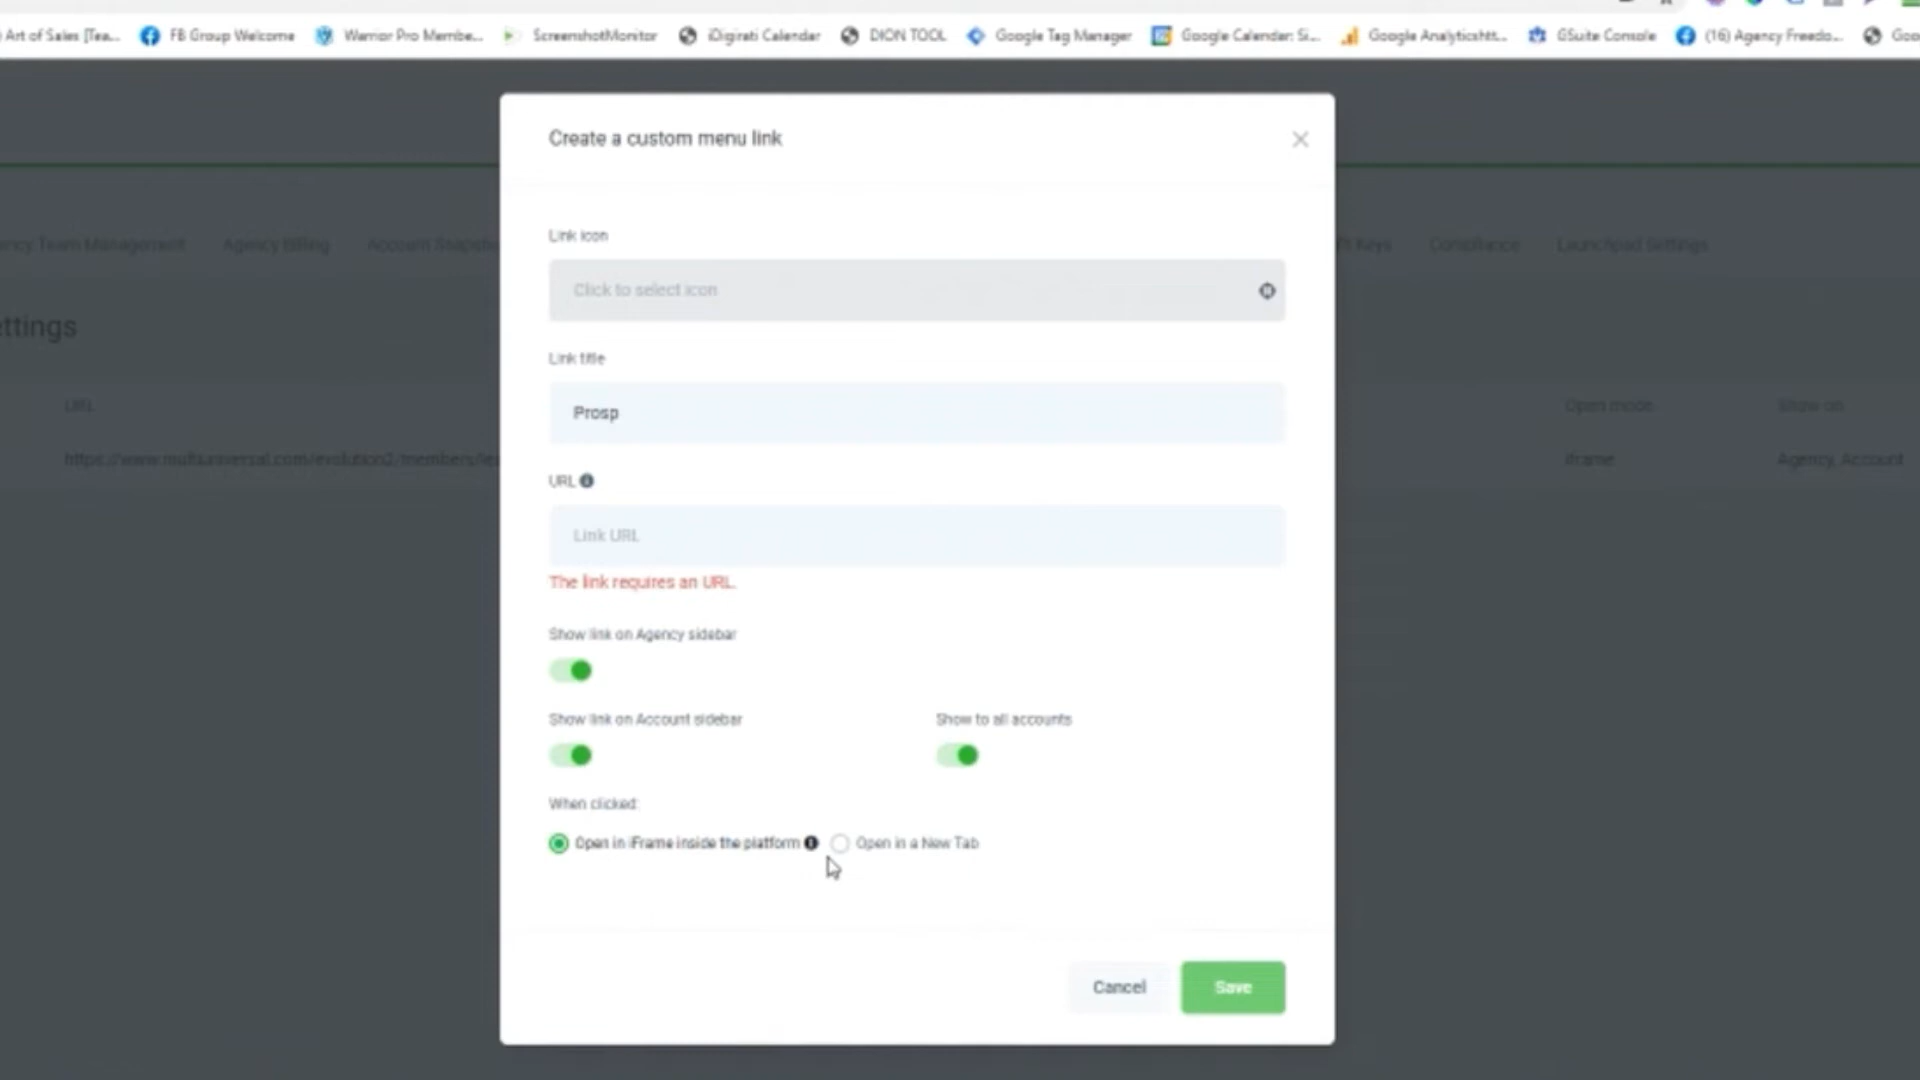 Art of Sales [Tea... FB Group Welcome Warrior Pro Membe... ScreenshotMonitor iDigirati Calendar DION TOOL Google Tag Manager Google Calendar: Si... Google Analyticshtt... GSuite Console (16) Agency Freedo... Goo
Create a custom menu link
ency Team Management Agency Billing Account Snapsho Keys Compliance Launchpad Settings
Link icon
Click to select icon
ettings
Link title
URL Open mode Show on
Prosp
https://www.multiuniversal.com/evolution2/members/le iframe Agency, Account
URL
Link URL
The link requires an URL.
Show link on Agency sidebar
Show link on Account sidebar Show to all accounts
When clicked:
Open in iFrame inside the platform Open in a New Tab
Cancel Save